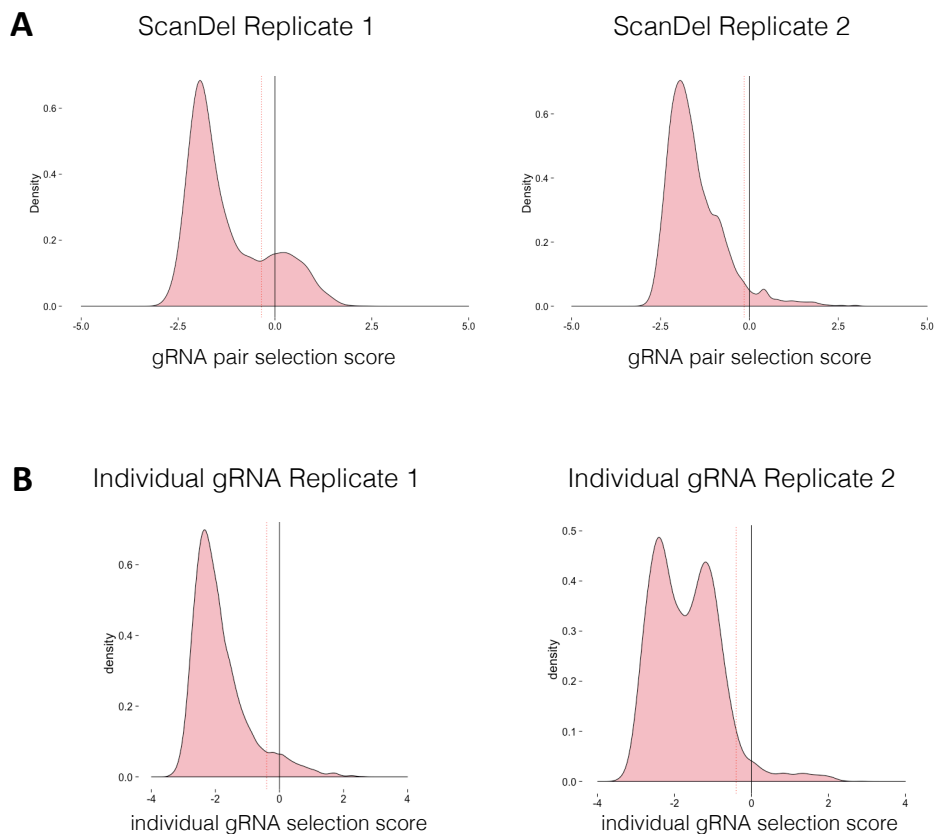 A
ScanDel Replicate 1
ScanDel Replicate 2
Density
0.6
0.4
0.2
0.0
-5.0 -2.5 0.0 2.5 5.0
gRNA pair selection score
Density
0.6
0.4
0.2
0.0
-5.0 -2.5 0.0 2.5 5.0
gRNA pair selection score
B
Individual gRNA Replicate 1
Individual gRNA Replicate 2
density
0.6
0.4
0.2
0.0
-4 -2 0 2 4
individual gRNA selection score
density
0.5
0.4
0.3
0.2
0.1
0.0
-4 -2 0 2 4
individual gRNA selection score